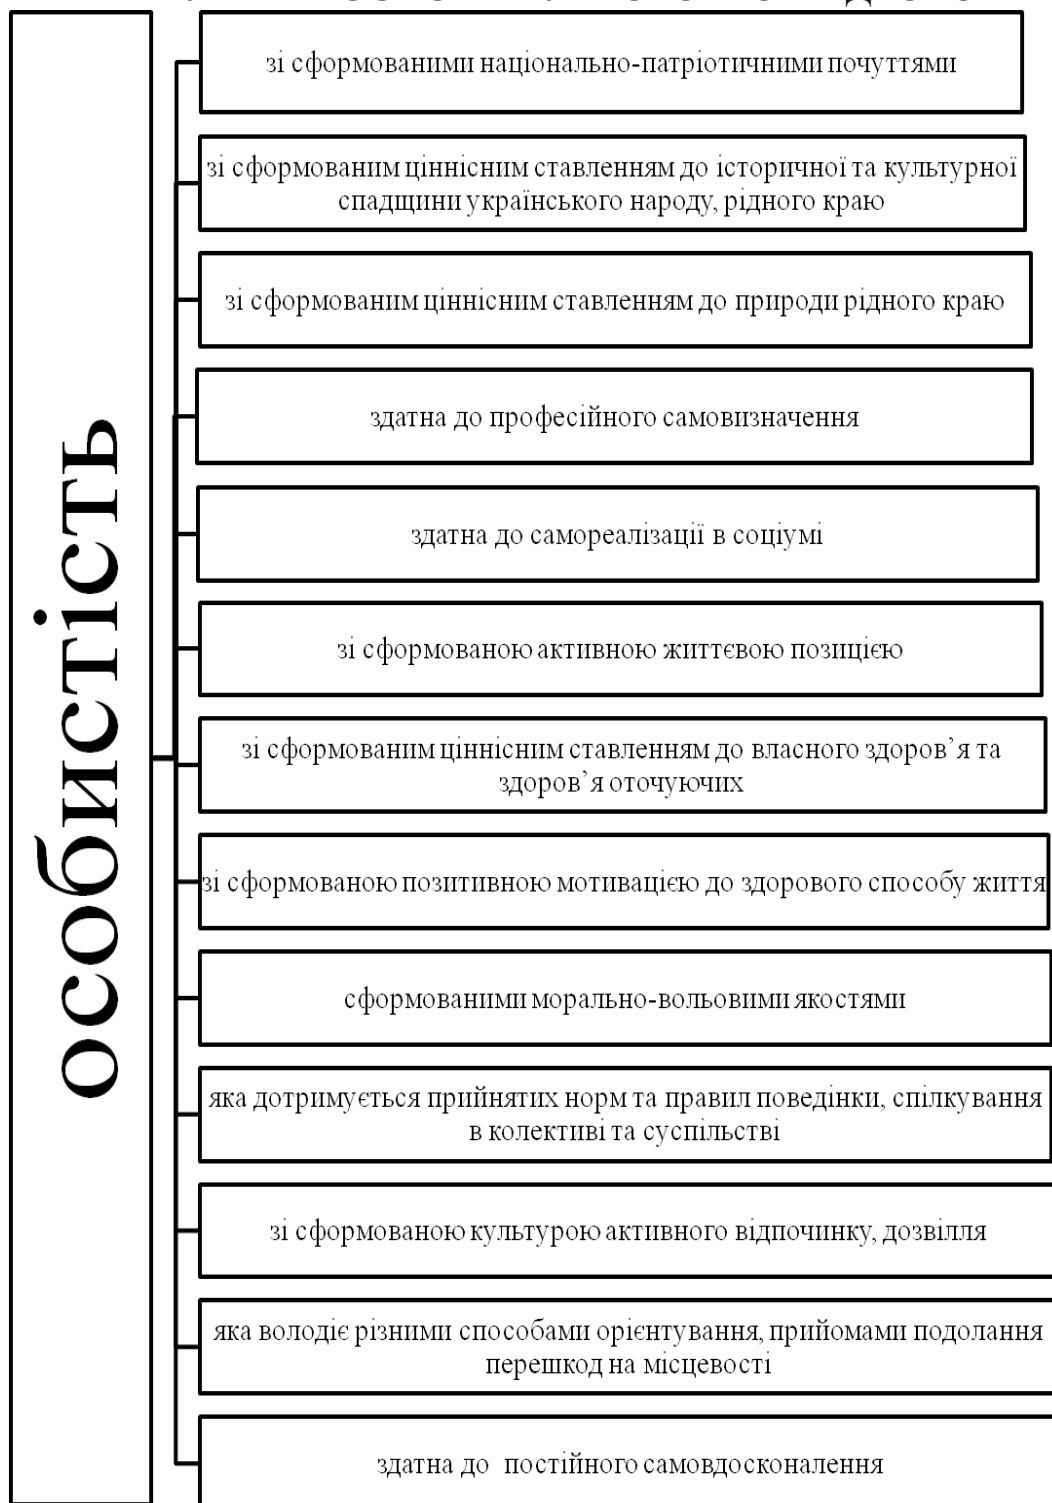 особистість
зі сформованими національно-патріотичними почуттями
зі сформованим ціннісним ставленням до історичної та культурної
спадщини українського народу, рідного краю
зі сформованим ціннісним ставленням до природи рідного краю
здатна до професійного самовизначення
здатна до самореалізації в соціумі
зі сформованою активною життєвою позицією
зі сформованим ціннісним ставленням до власного здоров’я та
здоров’я оточуючих
зі сформованою позитивною мотивацією до здорового способу життя
сформованими морально-вольовими якостями
яка дотримується прийнятих норм та правил поведінки, спілкування
в колективі та суспільстві
зі сформованою культурою активного відпочинку, дозвілля
яка володіє різними способами орієнтування, прийомами подолання
перешкод на місцевості
здатна до постійного самовдосконалення